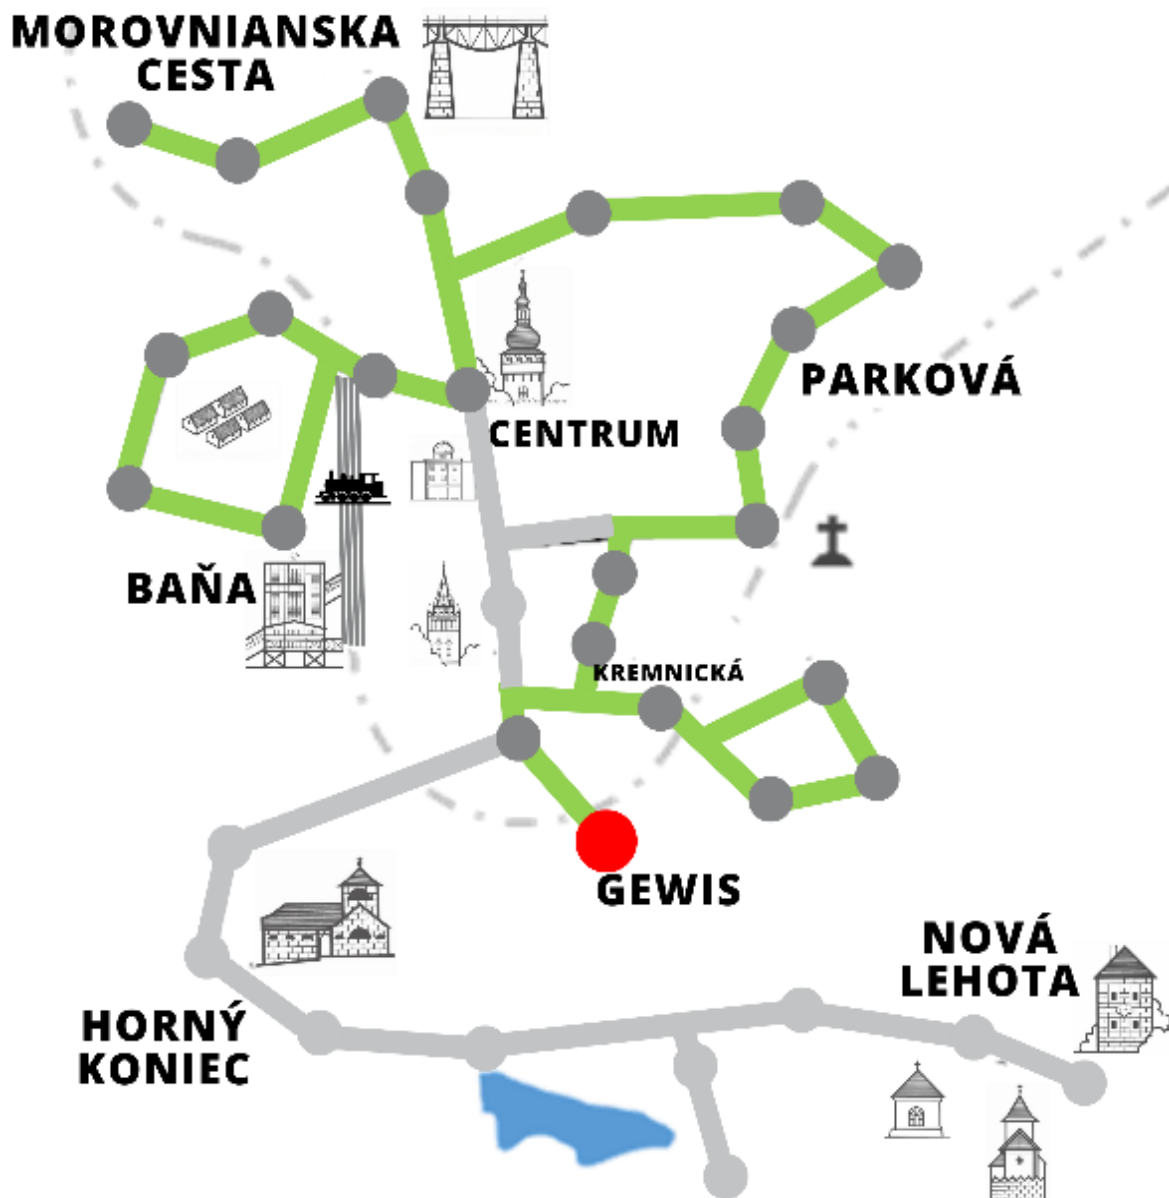 MOROVNIANSKA
CESTA
PARKOVÁ
CENTRUM
BAŇA
KREMNICKÁ
GEWIS
NOVÁ
LEHOTA
HORNÝ
KONIEC